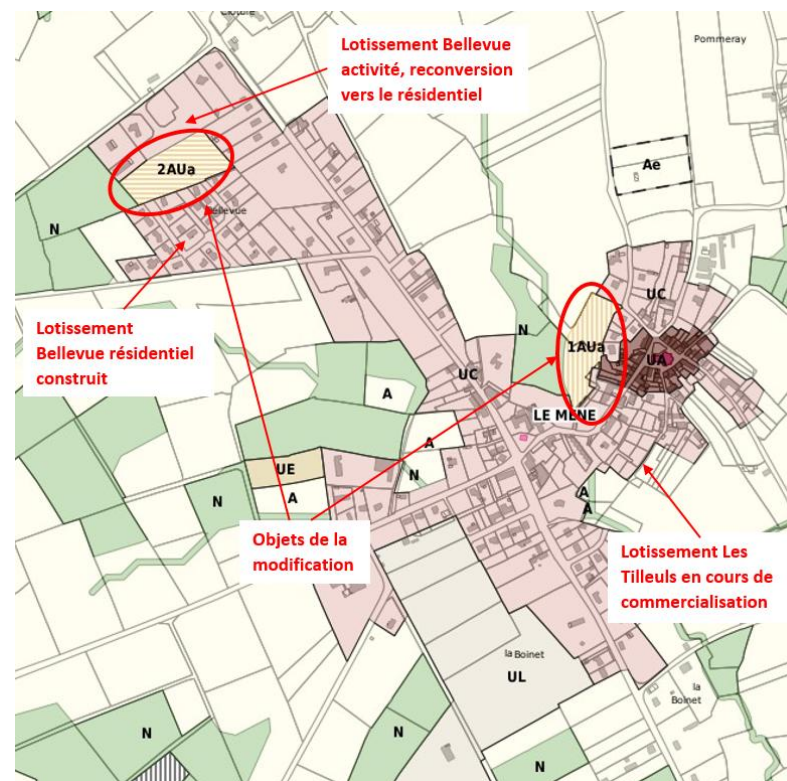 Pommeray
Lotissement Bellevue
activité, reconversion
vers le résidentiel
Ae
2AUa
N
Bellevue
UC
Lotissement
Bellevue résidentiel
construit
N
1AUa
UA
UC
A
LE MENE
A
UE
N
A
N
A
A
Objets de la
modification
Lotissement Les
Tilleuls en cours de
commercialisation
la Boinet
UL
la
Boinet
N
N
N
N